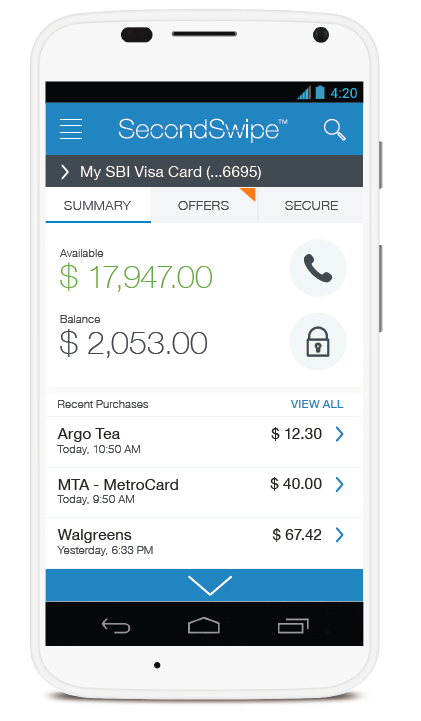 4:20
SecondSwipe™
My SBI Visa Card (...6695)
SUMMARY OFFERS SECURE
Available
$ 17,947.00
Balance
$ 2,053.00
Recent Purchases VIEW ALL
Argo Tea $ 12.30
Today, 10:50 AM
MTA - MetroCard $ 40.00
Today, 9:50 AM
Walgreens $ 67.42
Yesterday, 6:33 PM